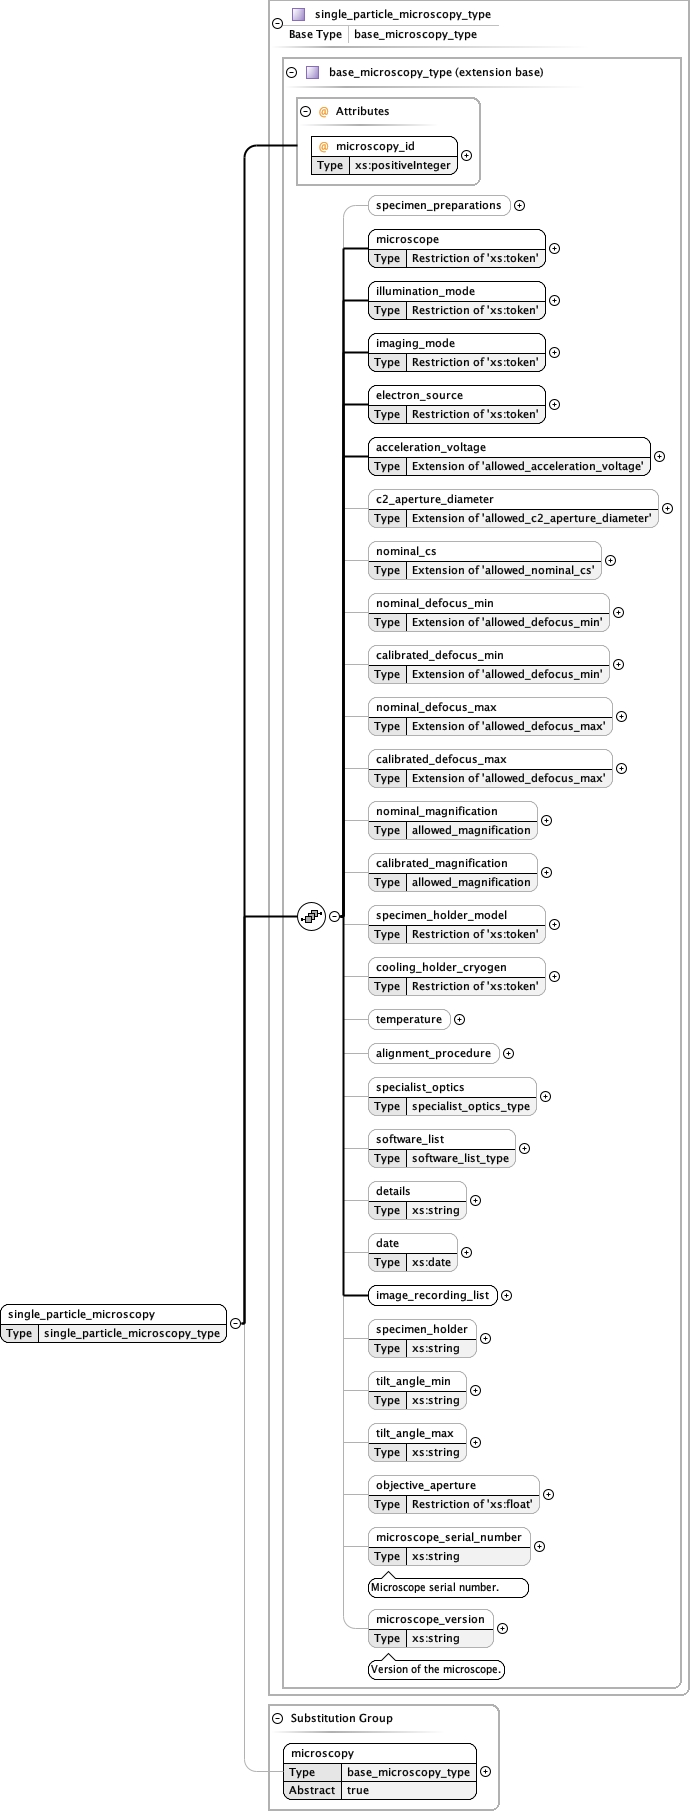 single_particle_microscopy_type
Base Type base_microscopy_type
base_microscopy_type (extension base)
@ Attributes
@ microscopy_id
Type xs:positiveInteger
specimen_preparations
microscope
Type Restriction of 'xs:token'
illumination_mode
Type Restriction of 'xs:token'
imaging_mode
Type Restriction of 'xs:token'
electron_source
Type Restriction of 'xs:token'
acceleration_voltage
Type Extension of 'allowed_acceleration_voltage'
c2_aperture_diameter
Type Extension of 'allowed_c2_aperture_diameter'
nominal_cs
Type Extension of 'allowed_nominal_cs'
nominal_defocus_min
Type Extension of 'allowed_defocus_min'
calibrated_defocus_min
Type Extension of 'allowed_defocus_min'
nominal_defocus_max
Type Extension of 'allowed_defocus_max'
calibrated_defocus_max
Type Extension of 'allowed_defocus_max'
nominal_magnification
Type allowed_magnification
calibrated_magnification
Type allowed_magnification
specimen_holder_model
Type Restriction of 'xs:token'
cooling_holder_cryogen
Type Restriction of 'xs:token'
temperature
alignment_procedure
specialist_optics
Type specialist_optics_type
software_list
Type software_list_type
details
Type xs:string
date
Type xs:date
image_recording_list
single_particle_microscopy
Type single_particle_microscopy_type
specimen_holder
Type xs:string
tilt_angle_min
Type xs:string
tilt_angle_max
Type xs:string
objective_aperture
Type Restriction of 'xs:float'
microscope_serial_number
Type xs:string
Microscope serial number.
microscope_version
Type xs:string
Version of the microscope.
Substitution Group
microscopy
Type base_microscopy_type
Abstract true